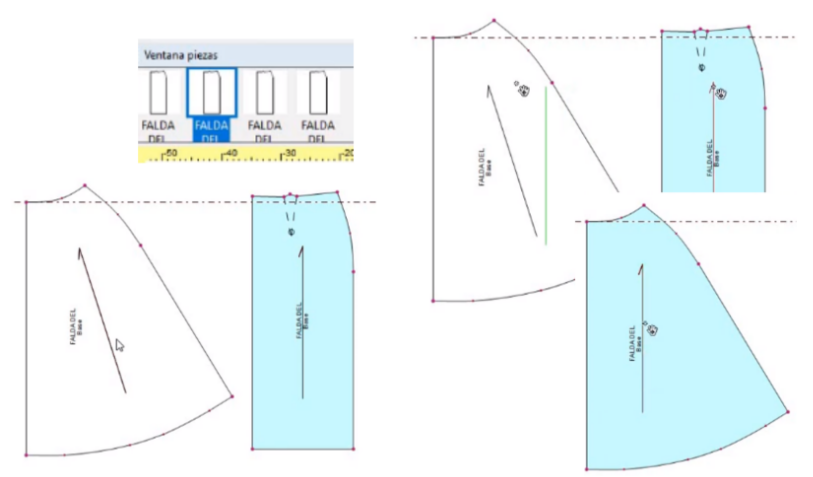 Ventana piezas
FALDA FALDA FALDA FALDA
DEL DEL DEL DEL
-50 -40 -30 -20
FALDA DEL
Base
FALDA DEL
Base
FALDA DEL
Base
FALDA DEL
Base
FALDA DEL
Base